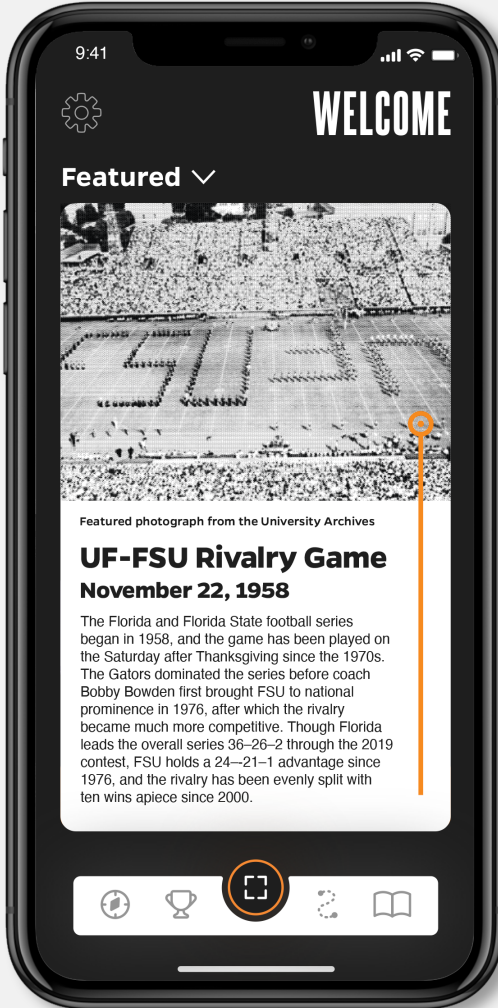 9:41
WELCOME
Featured
Featured photograph from the University Archives
UF-FSU Rivalry Game
November 22, 1958
The Florida and Florida State football series
began in 1958, and the game has been played on
the Saturday after Thanksgiving since the 1970s.
The Gators dominated the series before coach
Bobby Bowden first brought FSU to national
prominence in 1976, after which the rivalry
became much more competitive. Though Florida
leads the overall series 36–26–2 through the 2019
contest, FSU holds a 24–-21–1 advantage since
1976, and the rivalry has been evenly split with
ten wins apiece since 2000.